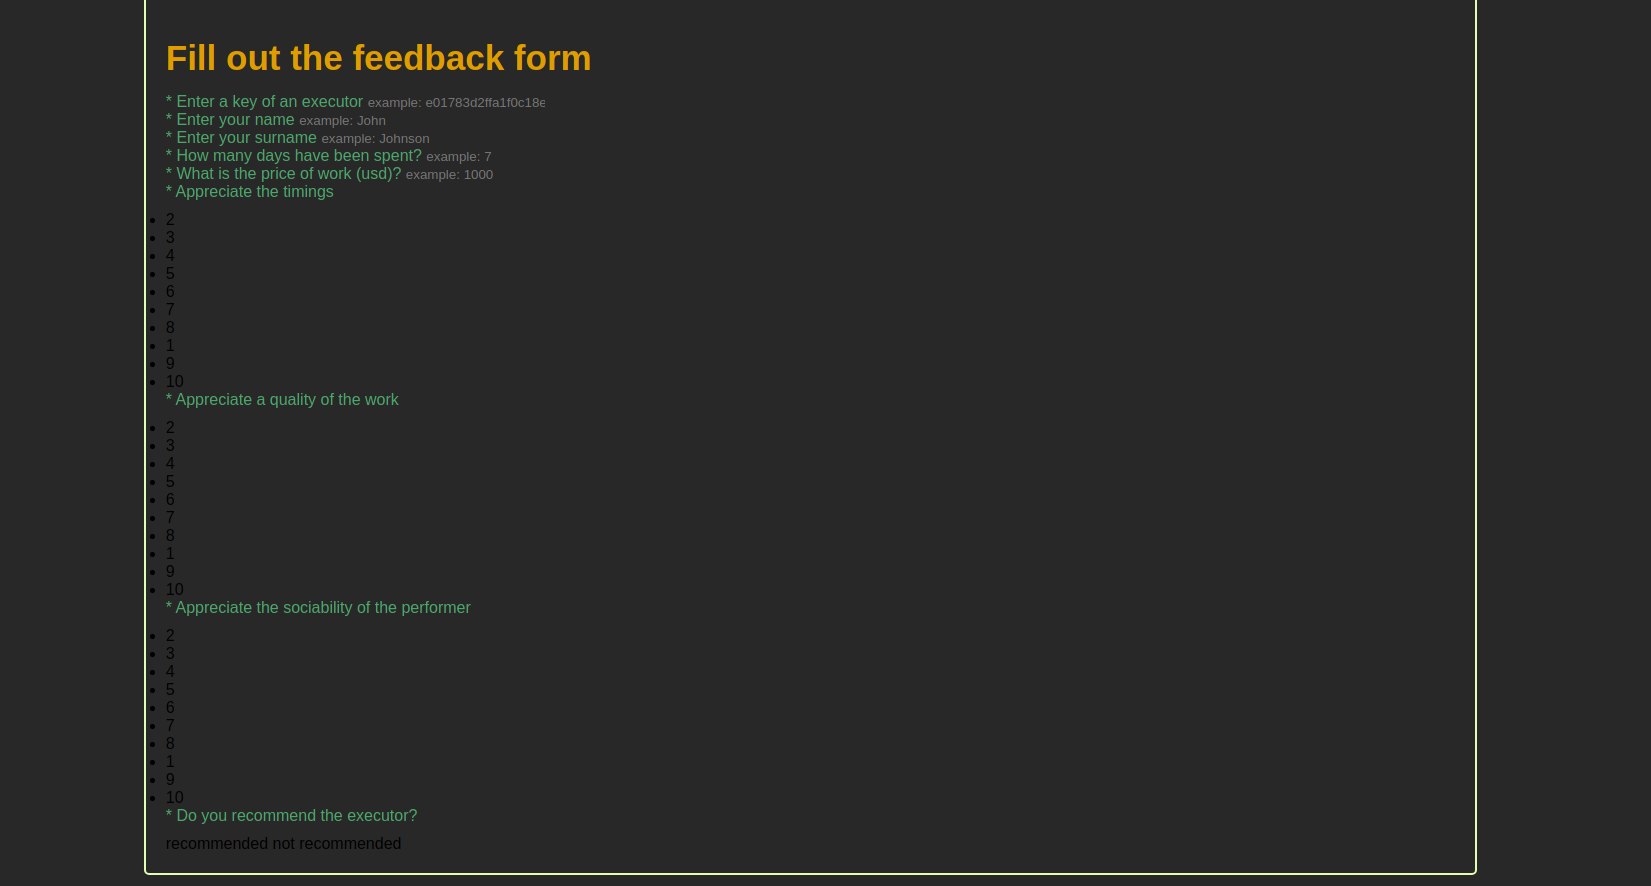 Fill out the feedback form
* Enter a key of an executor example: e01783d2ffa1f0c18e
* Enter your name example: John
* Enter your surname example: Johnson
* How many days have been spent? example: 7
* What is the price of work (usd)? example: 1000
* Appreciate the timings
• 2
• 3
• 4
• 5
• 6
• 7
• 8
• 1
• 9
• 10
* Appreciate a quality of the work
• 2
• 3
• 4
• 5
• 6
• 7
• 8
• 1
• 9
• 10
* Appreciate the sociability of the performer
• 2
• 3
• 4
• 5
• 6
• 7
• 8
• 1
• 9
• 10
* Do you recommend the executor?
recommended not recommended